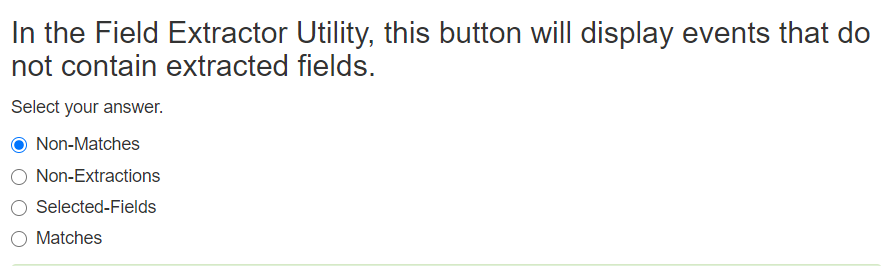 In the Field Extractor Utility, this button will display events that do
not contain extracted fields.
Select your answer.
Non-Matches
Non-Extractions
Selected-Fields
Matches